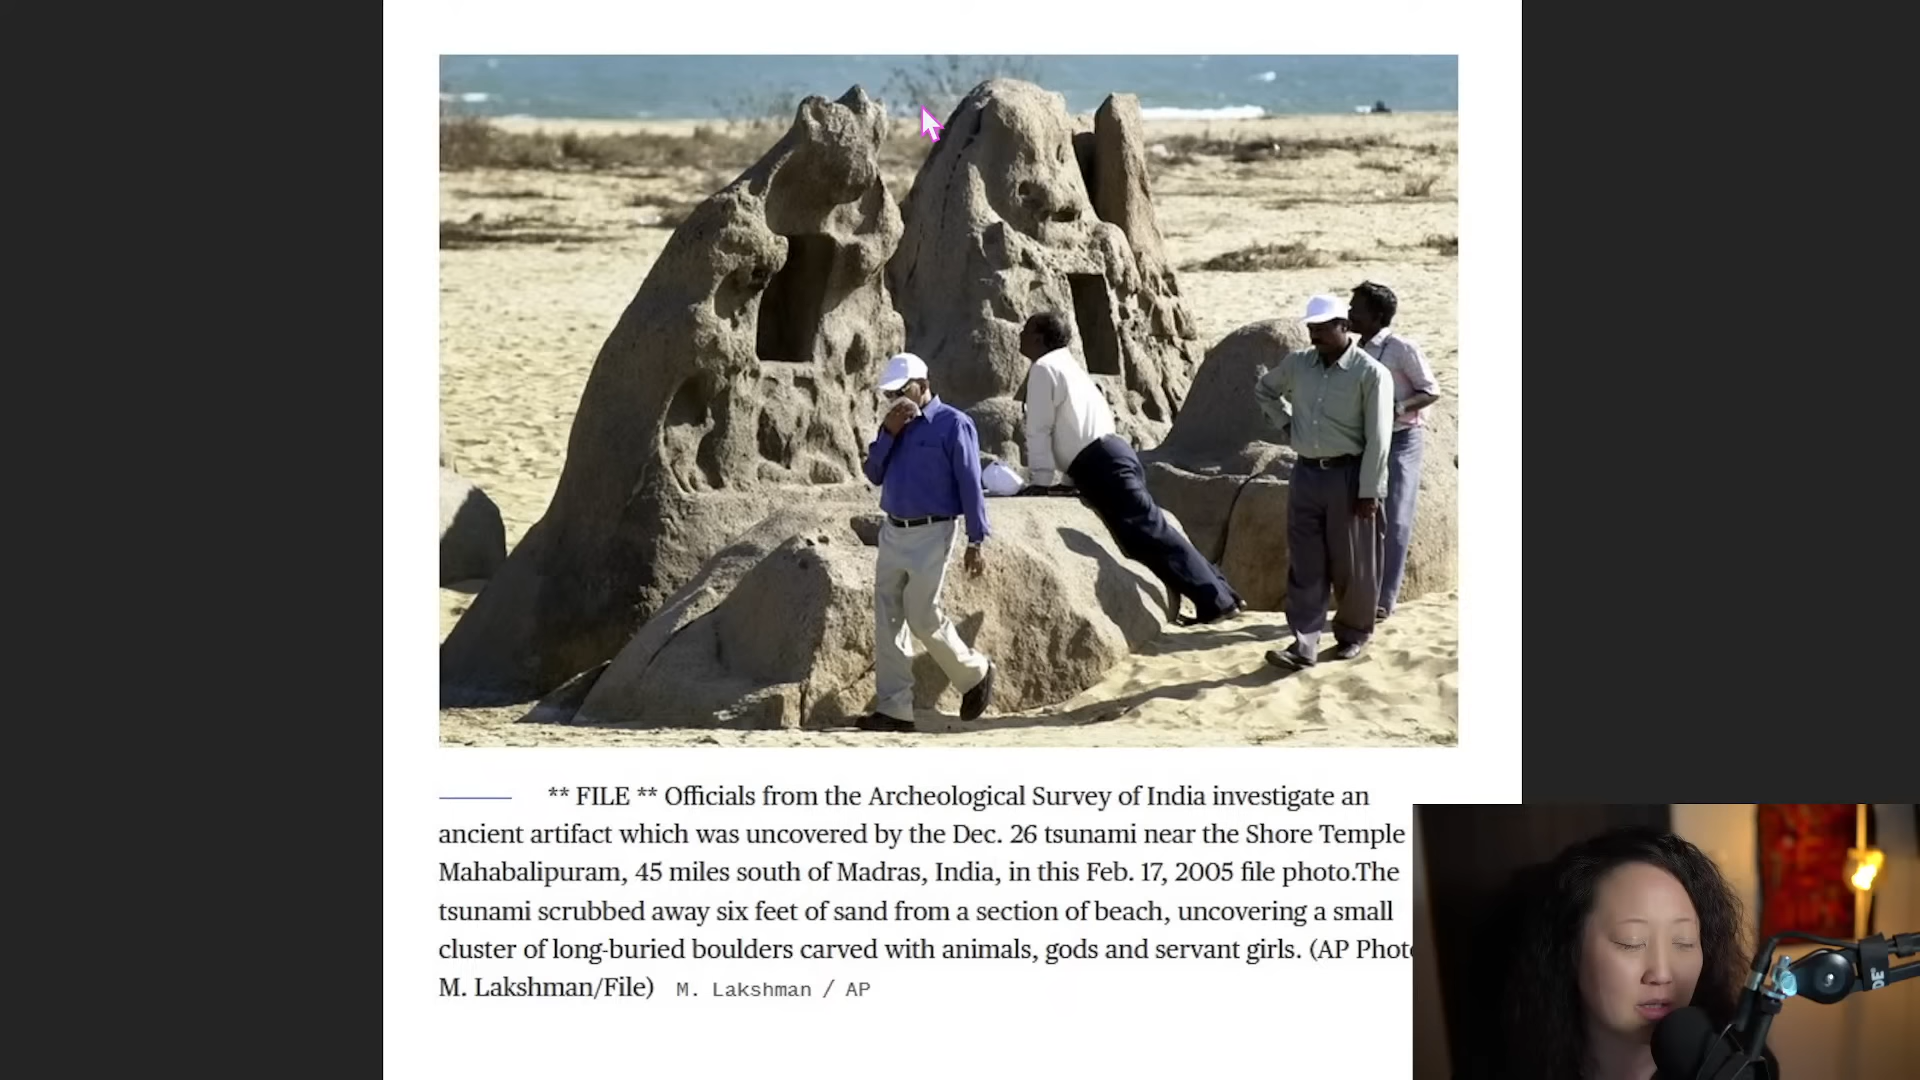 ** FILE ** Officials from the Archeological Survey of India investigate an
ancient artifact which was uncovered by the Dec. 26 tsunami near the Shore Temple
Mahabalipuram, 45 miles south of Madras, India, in this Feb. 17, 2005 file photo.The
tsunami scrubbed away six feet of sand from a section of beach, uncovering a small
cluster of long-buried boulders carved with animals, gods and servant girls. (AP Photo
M. Lakshman/File) M. Lakshman / AP